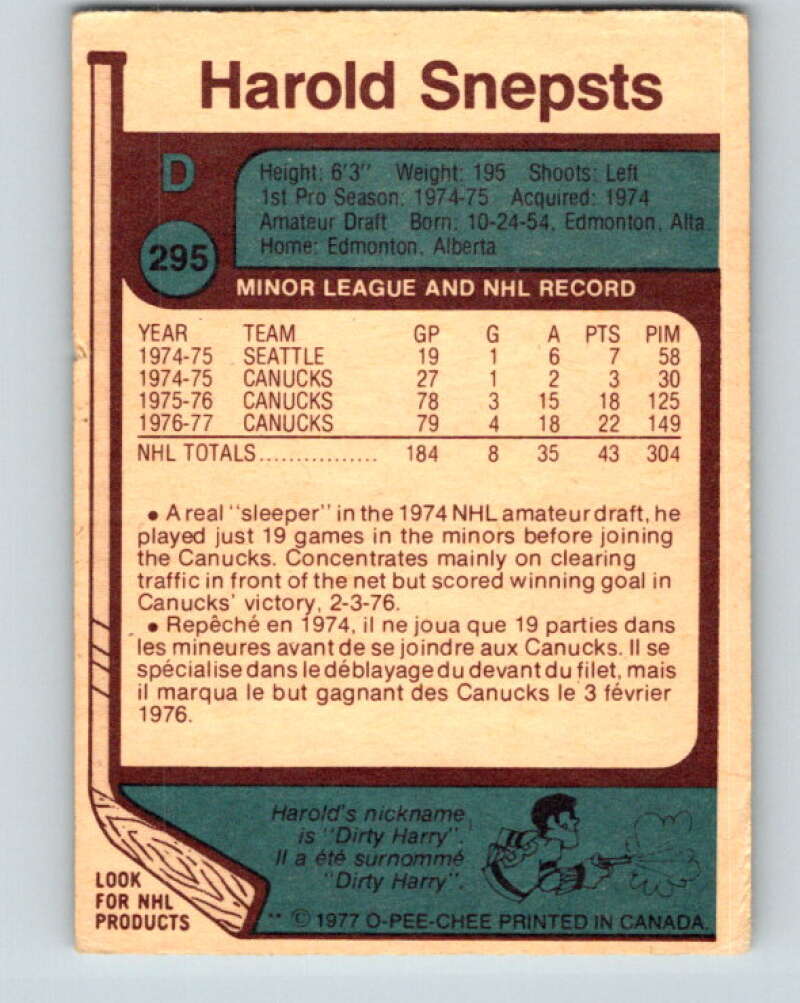 Harold Snepsts
D
Height: 6'3" Weight: 195 Shoots: Left
1st Pro Season: 1974-75 Acquired: 1974
Amateur Draft Born: 10-24-54, Edmonton, Alta.
Home: Edmonton, Alberta
295
MINOR LEAGUE AND NHL RECORD
YEAR TEAM GP G A PTS PIM
1974-75 SEATTLE 19 1 6 7 58
1974-75 CANUCKS 27 1 2 3 30
1975-76 CANUCKS 78 3 15 18 125
1976-77 CANUCKS 79 4 18 22 149
NHL TOTALS................ 184 8 35 43 304
• A real "sleeper" in the 1974 NHL amateur draft, he
played just 19 games in the minors before joining
the Canucks. Concentrates mainly on clearing
traffic in front of the net but scored winning goal in
Canucks' victory, 2-3-76.
• Repêché en 1974, il ne joua que 19 parties dans
les mineures avant de se joindre aux Canucks. Il se
spécialise dans le déblayage du devant du filet, mais
il marqua le but gagnant des Canucks le 3 février
1976.
Harold's nickname
is "Dirty Harry".
Il a été surnommé
"Dirty Harry".
LOOK
FOR NHL
PRODUCTS
** © 1977 O-PEE-CHEE PRINTED IN CANADA.